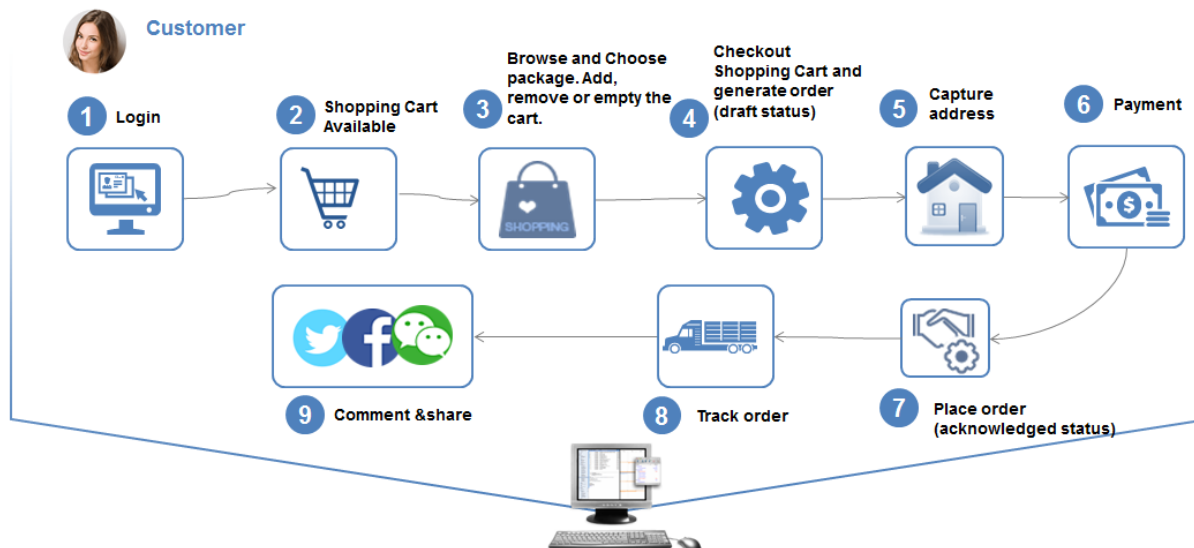 Customer
1
Login
2
Shopping Cart
Available
3
Browse and Choose
package. Add,
remove or empty the
cart.
4
Checkout
Shopping Cart and
generate order
(draft status)
5
Capture
address
6
Payment
SHOPPING
$
7
Place order
(acknowledged status)
8
Track order
9
Comment &share